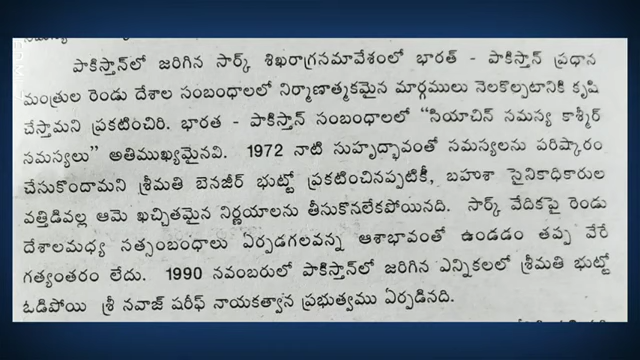 పాకిస్తాన్‌లో జరిగిన సార్క్ శిఖరాగ్రసమావేశంలో భారత్ - పాకిస్తాన్ ప్రధాన
మంత్రుల రెండు దేశాల సంబంధాలలో నిర్మాణాత్మకమైన మార్గములు నెలకొల్పటానికి కృషి
చేస్తామని ప్రకటించిరి. భారత - పాకిస్తాన్ సంబంధాలలో “సియాచిన్ సమస్య కాశ్మీర్
సమస్యలు” అతిముఖ్యమైనవి. 1972 నాటి సుహృద్భావంతో సమస్యలను పరిష్కారం
చేసుకొందామని శ్రీమతి బెనజీర్ భుట్టో ప్రకటించినప్పటికీ, బహుశా సైనికాధికారుల
వత్తిడివల్ల ఆమె ఖచ్చితమైన నిర్ణయాలను తీసుకొనలేకపోయినది. సార్క్ వేదికపై రెండు
దేశాలమధ్య సత్సంబంధాలు ఏర్పడగలవన్న ఆశాభావంతో ఉండడం తప్ప వేరే
గత్యంతరం లేదు. 1990 నవంబరులో పాకిస్తాన్‌లో జరిగిన ఎన్నికలలో శ్రీమతి భుట్టో
ఓడిపోయి శ్రీ నవాజ్ షరీఫ్ నాయకత్వాన ప్రభుత్వము ఏర్పడినది.